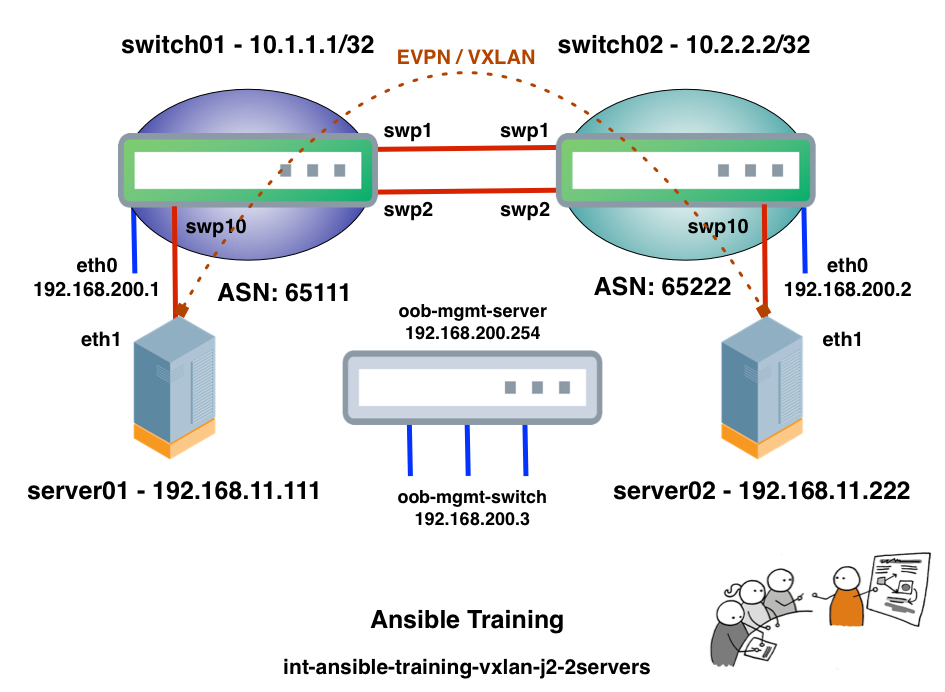 switch01 - 10.1.1.1/32
switch02 - 10.2.2.2/32
EVPN / VXLAN
swp1
swp1
swp2
swp2
swp10
swp10
eth0
192.168.200.1
eth0
192.168.200.2
ASN: 65111
ASN: 65222
oob-mgmt-server
192.168.200.254
eth1
eth1
server01 - 192.168.11.111
server02 - 192.168.11.222
oob-mgmt-switch
192.168.200.3
Ansible Training
int-ansible-training-vxlan-j2-2servers